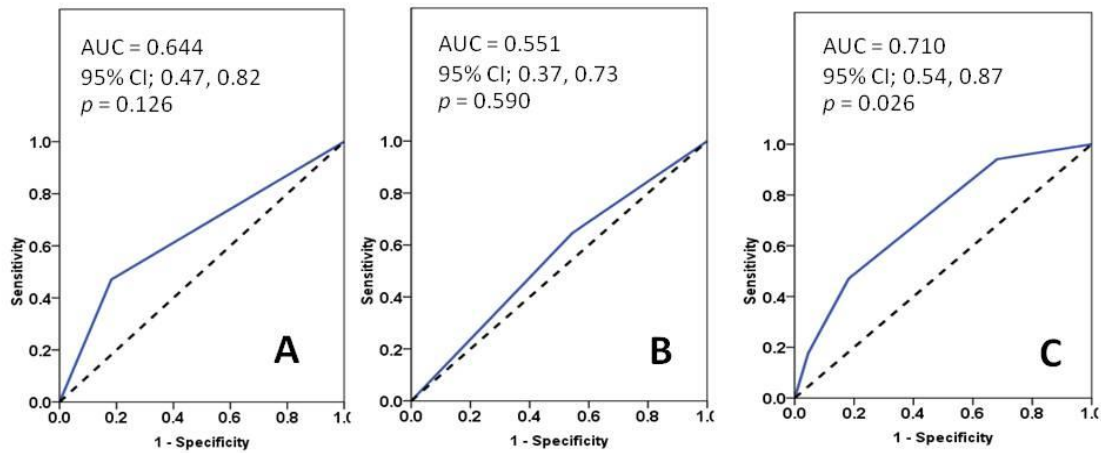 AUC = 0.644
95% CI; 0.47, 0.82
p = 0.126
1.0
0.8
0.6
0.4
0.2
0.0
Sensitivity
A
0.0 0.2 0.4 0.6 0.8 1.0
1 - Specificity
AUC = 0.551
95% CI; 0.37, 0.73
p = 0.590
1.0
0.8
0.6
0.4
0.2
0.0
Sensitivity
B
0.0 0.2 0.4 0.6 0.8 1.0
1 - Specificity
AUC = 0.710
95% CI; 0.54, 0.87
p = 0.026
1.0
0.8
0.6
0.4
0.2
0.0
Sensitivity
C
0.0 0.2 0.4 0.6 0.8 1.0
1 - Specificity